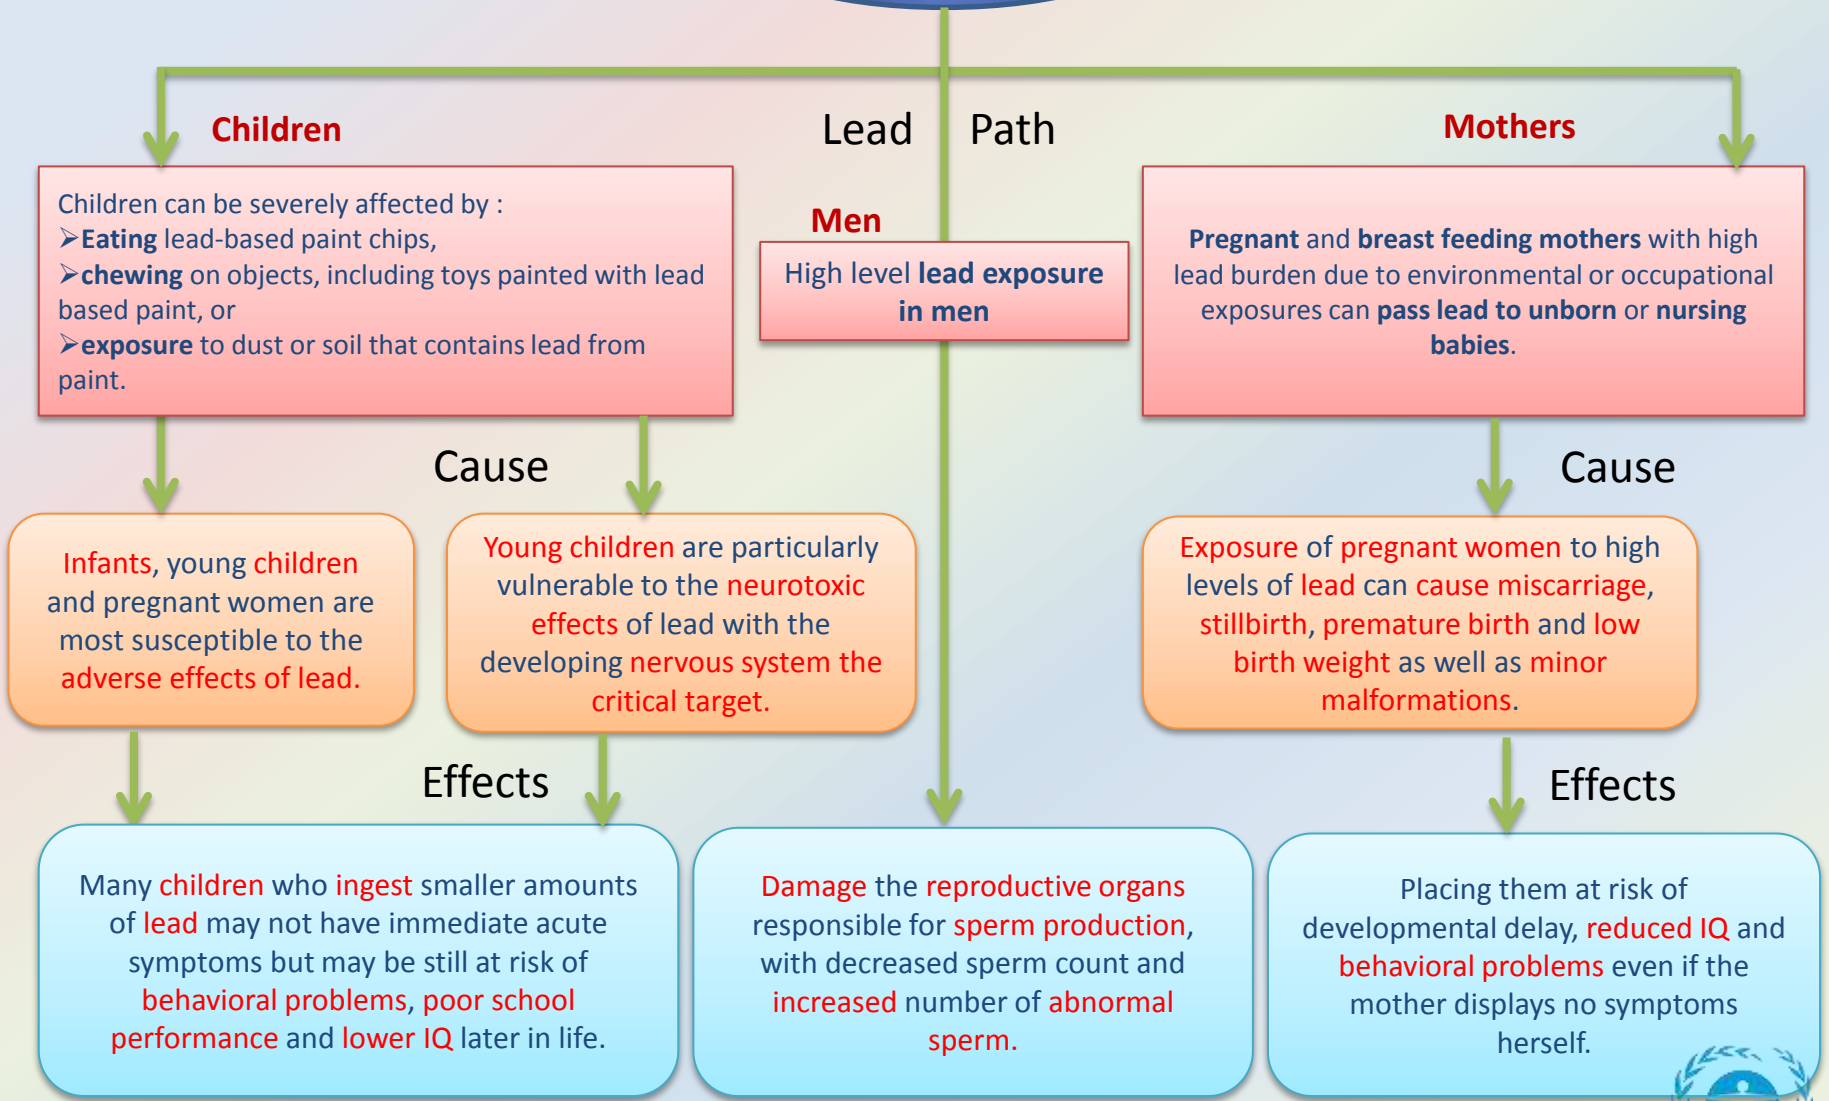 Lead Path
Children
Children can be severely affected by :
➢Eating lead-based paint chips,
➢chewing on objects, including toys painted with lead
based paint, or
➢exposure to dust or soil that contains lead from
paint.
Men
High level lead exposure
in men
Mothers
Pregnant and breast feeding mothers with high
lead burden due to environmental or occupational
exposures can pass lead to unborn or nursing
babies.
Cause
Infants, young children
and pregnant women are
most susceptible to the
adverse effects of lead.
Young children are particularly
vulnerable to the neurotoxic
effects of lead with the
developing nervous system the
critical target.
Cause
Exposure of pregnant women to high
levels of lead can cause miscarriage,
stillbirth, premature birth and low
birth weight as well as minor
malformations.
Effects
Many children who ingest smaller amounts
of lead may not have immediate acute
symptoms but may be still at risk of
behavioral problems, poor school
performance and lower IQ later in life.
Damage the reproductive organs
responsible for sperm production,
with decreased sperm count and
increased number of abnormal
sperm.
Effects
Placing them at risk of
developmental delay, reduced IQ and
behavioral problems even if the
mother displays no symptoms
herself.